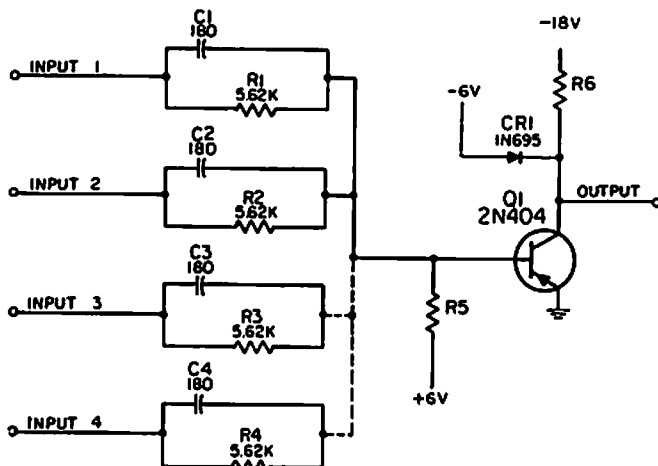 C1
180
INPUT 1
R1
5.62K
-18V
R6
-6V
CR1
1N695
C2
180
INPUT 2
R2
5.62K
Q1
2N404
OUTPUT
C3
180
INPUT 3
R3
5.62K
R5
+6V
C4
180
INPUT 4
R4
5.62K